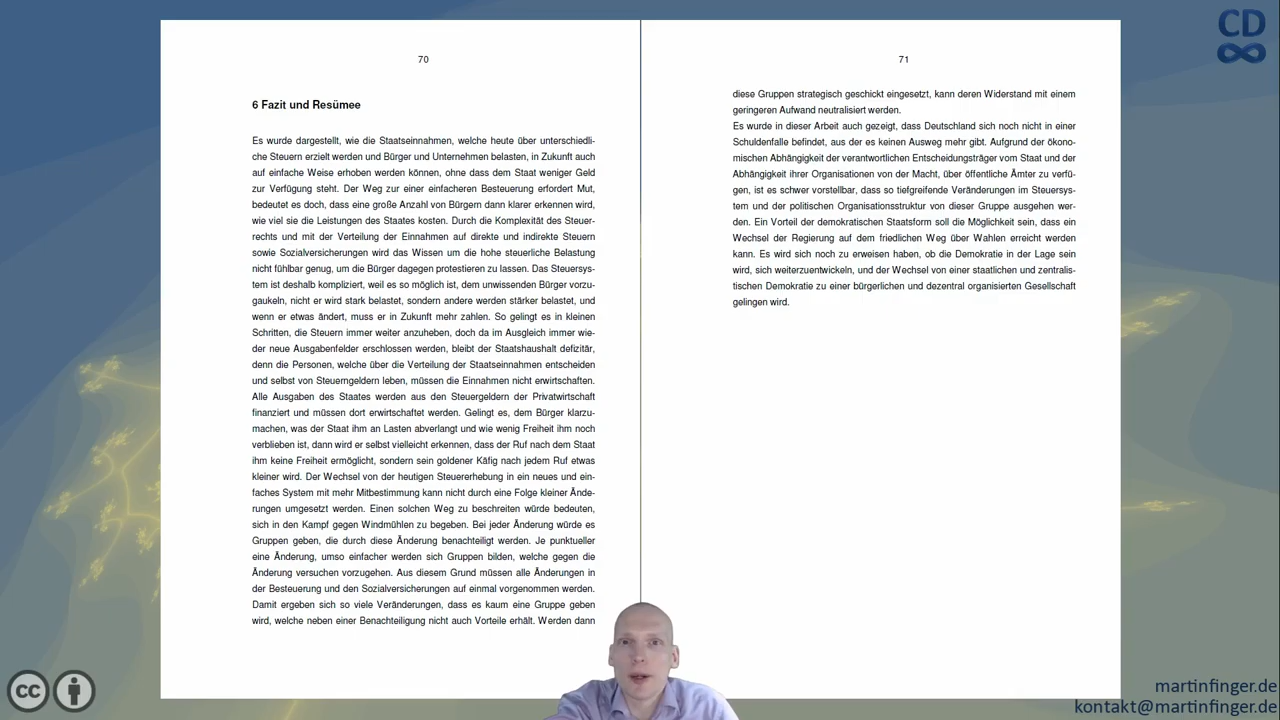 70
6 Fazit und Resümee
Es wurde dargestellt, wie die Staatseinnahmen, welche heute über unterschiedli-
che Steuern erzielt werden und Bürger und Unternehmen belasten, in Zukunft auch
auf einfache Weise erhoben werden können, ohne dass dem Staat weniger Geld
zur Verfügung steht. Der Weg zur einer einfacheren Besteuerung erfordert Mut,
bedeutet es doch, dass eine große Anzahl von Bürgern dann klarer erkennen wird,
wie viel sie die Leistungen des Staates kosten. Durch die Komplexität des Steuer-
rechts und mit der Verteilung der Einnahmen auf direkte und indirekte Steuern
sowie Sozialversicherungen wird das Wissen um die hohe steuerliche Belastung
nicht fühlbar genug, um die Bürger dagegen protestieren zu lassen. Das Steuersys-
tem ist deshalb kompliziert, weil es so möglich ist, dem unwissenden Bürger vorzu-
gaukeln, nicht er wird stark belastet, sondern andere werden stärker belastet, und
wenn er etwas ändert, muss er in Zukunft mehr zahlen. So gelingt es in kleinen
Schritten, die Steuern immer weiter anzuheben, doch da im Ausgleich immer wie-
der neue Ausgabenfelder erschlossen werden, bleibt der Staatshaushalt defizitär,
denn die Personen, welche über die Verteilung der Staatseinnahmen entscheiden
und selbst von Steuerngeldern leben, müssen die Einnahmen nicht erwirtschaften.
Alle Ausgaben des Staates werden aus den Steuergeldern der Privatwirtschaft
finanziert und müssen dort erwirtschaftet werden. Gelingt es, dem Bürger klarzu-
machen, was der Staat ihm an Lasten abverlangt und wie wenig Freiheit ihm noch
verblieben ist, dann wird er selbst vielleicht erkennen, dass der Ruf nach dem Staat
ihm keine Freiheit ermöglicht, sondern sein goldener Käfig nach jedem Ruf etwas
kleiner wird. Der Wechsel von der heutigen Steuererhebung in ein neues und ein-
faches System mit mehr Mitbestimmung kann nicht durch eine Folge kleiner Ände-
rungen umgesetzt werden. Einen solchen Weg zu beschreiten würde bedeuten,
sich in den Kampf gegen Windmühlen zu begeben. Bei jeder Änderung würde es
Gruppen geben, die durch diese Änderung benachteiligt werden. Je punktueller
eine Änderung, umso einfacher werden sich Gruppen bilden, welche gegen die
Änderung versuchen vorzugehen. Aus diesem Grund müssen alle Änderungen in
der Besteuerung und den Sozialversicherungen auf einmal vorgenommen werden.
Damit ergeben sich so viele Veränderungen, dass es kaum eine Gruppe geben
wird, welche neben einer Benachteiligung nicht auch Vorteile erhält. Werden dann
71
diese Gruppen strategisch geschickt eingesetzt, kann deren Widerstand mit einem
geringeren Aufwand neutralisiert werden.
Es wurde in dieser Arbeit auch gezeigt, dass Deutschland sich noch nicht in einer
Schuldenfalle befindet, aus der es keinen Ausweg mehr gibt. Aufgrund der ökono-
mischen Abhängigkeit der verantwortlichen Entscheidungsträger vom Staat und der
Abhängigkeit ihrer Organisationen von der Macht, über öffentliche Ämter zu verfü-
gen, ist es schwer vorstellbar, dass so tiefgreifende Veränderungen im Steuersys-
tem und der politischen Organisationsstruktur von dieser Gruppe ausgehen wer-
den. Ein Vorteil der demokratischen Staatsform soll die Möglichkeit sein, dass ein
Wechsel der Regierung auf dem friedlichen Weg über Wahlen erreicht werden
kann. Es wird sich noch zu erweisen haben, ob die Demokratie in der Lage sein
wird, sich weiterzuentwickeln, und der Wechsel von einer staatlichen und zentralis-
tischen Demokratie zu einer bürgerlichen und dezentral organisierten Gesellschaft
gelingen wird.
CD
cc
martinfinger.de
kontakt@martinfinger.de